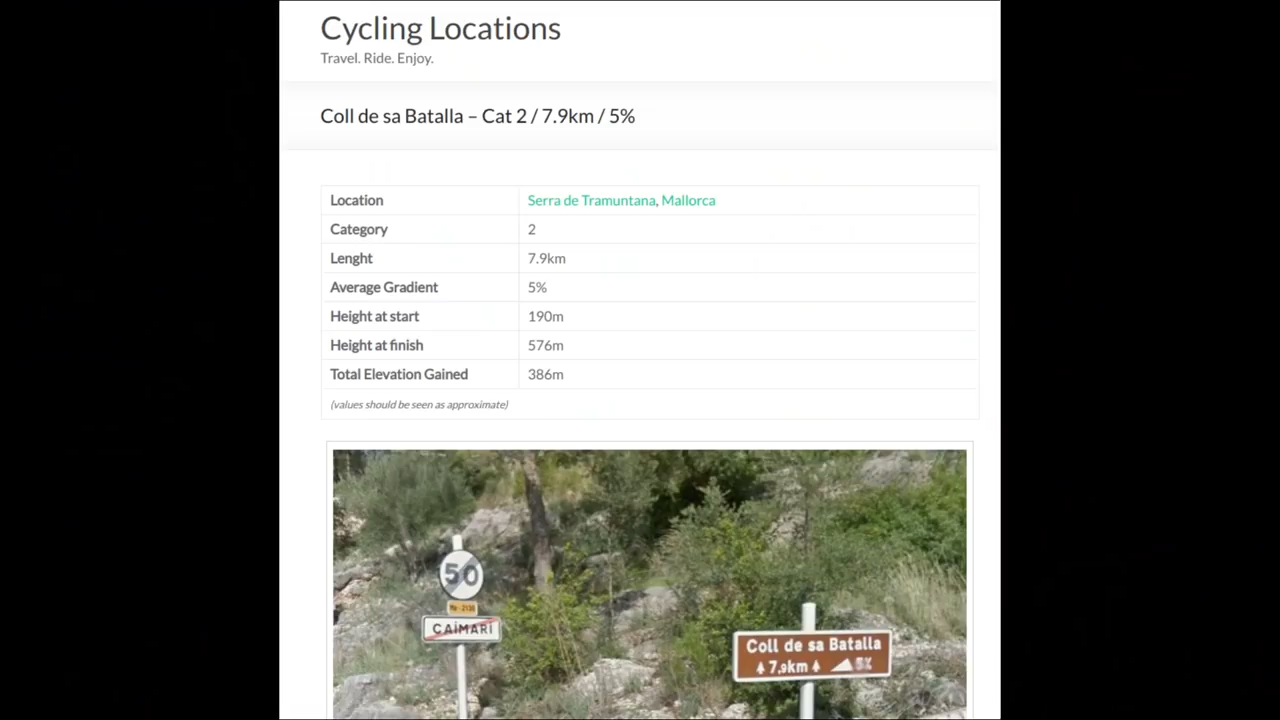 Cycling Locations
Travel. Ride. Enjoy.
Coll de sa Batalla – Cat 2 / 7.9km / 5%
Location Serra de Tramuntana, Mallorca
Category 2
Lenght 7.9km
Average Gradient 5%
Height at start 190m
Height at finish 576m
Total Elevation Gained 386m
(values should be seen as approximate)
50
Ma-2130
CAIMARI
Coll de sa Batalla
7,9km 5%